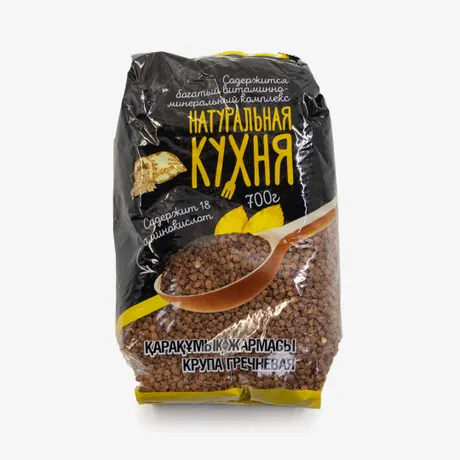 Содержится
богатый витаминно-
минеральный комплекс
НАТУРАЛЬНАЯ
КУХНЯ
700г
Содержит 18
аминокислот
ҚАРАҚҰМЫҚ ЖАРМАСЫ
КРУПА ГРЕЧНЕВАЯ